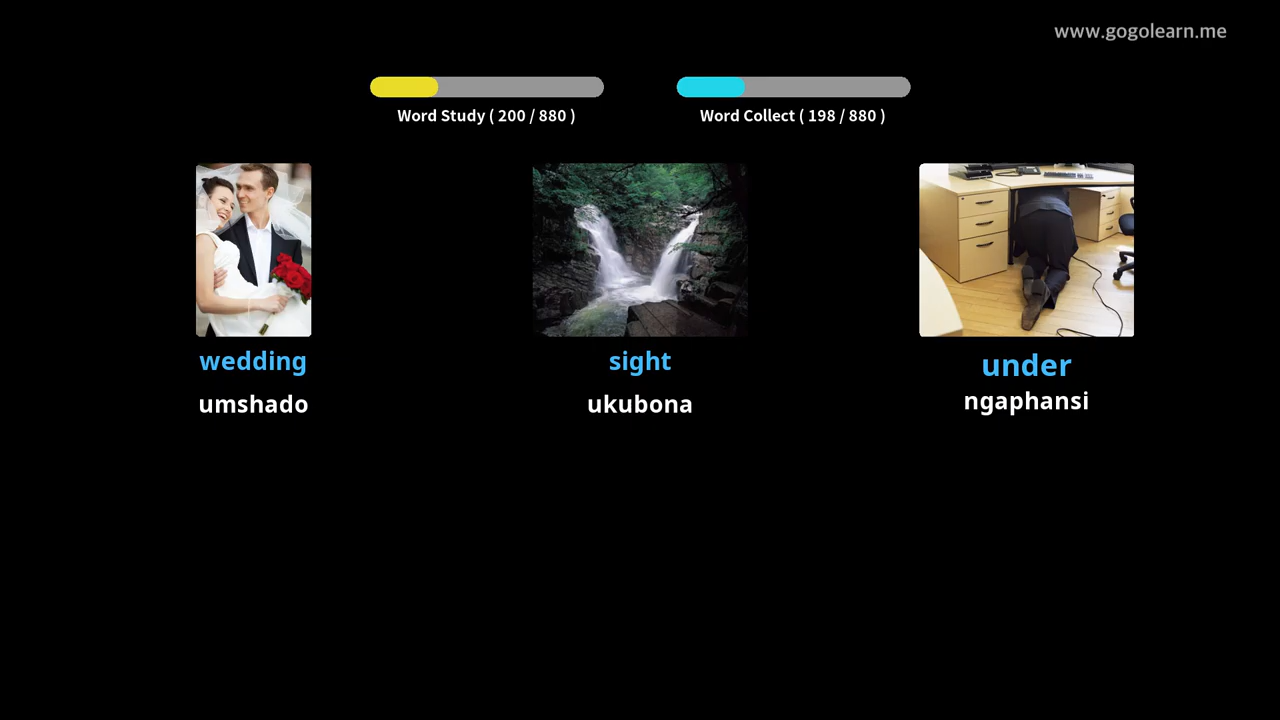 www.gogolearn.me
Word Study ( 200 / 880 )
Word Collect ( 198 / 880 )
wedding
umshado
sight
ukubona
under
ngaphansi